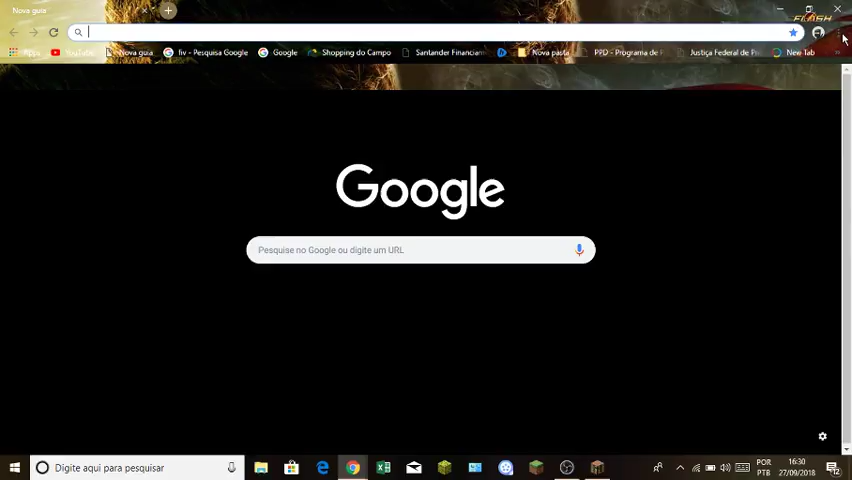 Nova guia
FLASH
Apps YouTube Nova guia fiv - Pesquisa Google Google Shopping do Campo Santander Financiam Nova pasta PPD - Programa de Justiça Federal de Pr New Tab »
Google
Pesquise no Google ou digite um URL
Digite aqui para pesquisar
POR
PTB
16:30
27/09/2018
12